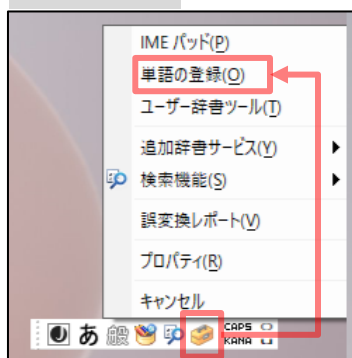 IME パッド(P)
単語の登録(O)
ユーザー辞書ツール(T)
追加辞書サービス(Y)
検索機能(S)
誤変換レポート(V)
プロパティ(R)
キャンセル
あ 般 CAPS
KANA